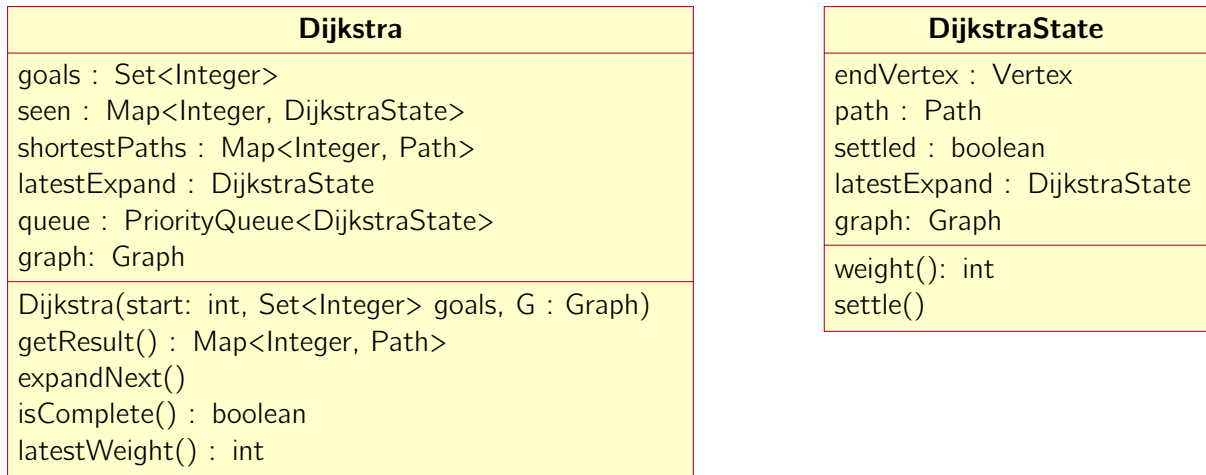 Dijkstra
goals : Set<Integer>
seen : Map<Integer, DijkstraState>
shortestPaths : Map<Integer, Path>
latestExpand : DijkstraState
queue : PriorityQueue<DijkstraState>
graph: Graph
Dijkstra(start: int, Set<Integer> goals, G : Graph)
getResult() : Map<Integer, Path>
expandNext()
isComplete() : boolean
latestWeight() : int
DijkstraState
endVertex : Vertex
path : Path
settled : boolean
latestExpand : DijkstraState
graph: Graph
weight(): int
settle()